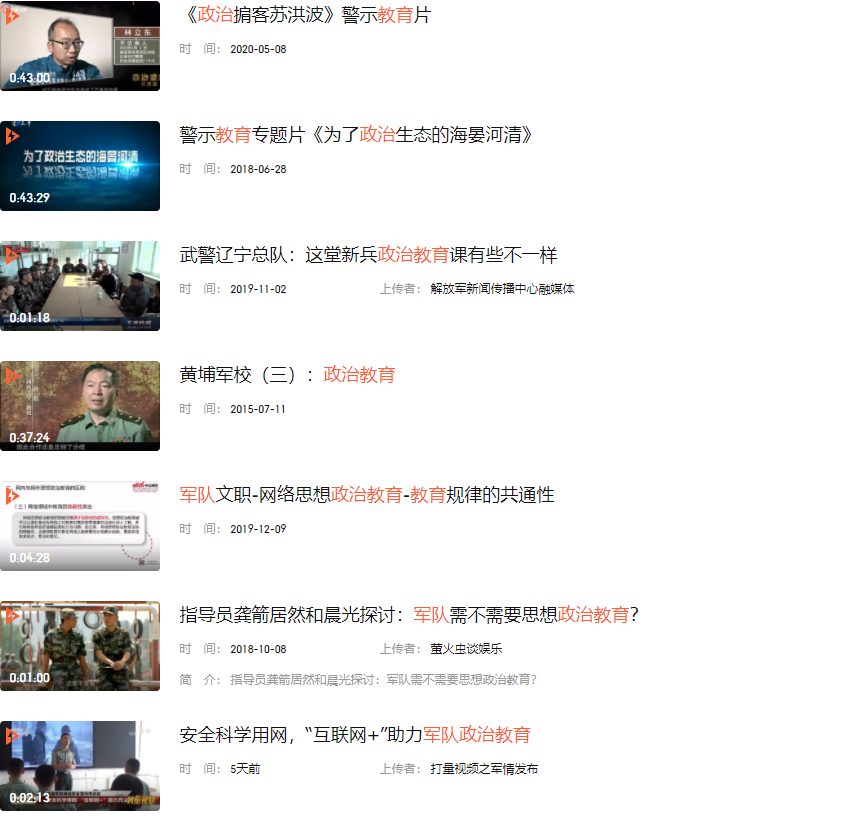 《政治掮客苏洪波》警示教育片
林立东
时 间： 2020-05-08
0:43:00
警示教育专题片《为了政治生态的海晏河清》
为了政治生态的海晏河清
时 间： 2018-06-28
0:43:29
武警辽宁总队：这堂新兵政治教育课有些不一样
时 间： 2019-11-02 上传者： 解放军新闻传播中心融媒体
0:01:18
黄埔军校（三）：政治教育
时 间： 2015-07-11
0:37:24
军队文职-网络思想政治教育-教育规律的共通性
时 间： 2019-12-09
0:04:28
指导员龚箭居然和晨光探讨：军队需不需要思想政治教育?
时 间： 2018-10-08 上传者： 萤火虫谈娱乐
0:01:00
简 介： 指导员龚箭居然和晨光探讨：军队需不需要思想政治教育?
安全科学用网，“互联网+”助力军队政治教育
时 间： 5天前 上传者： 打量视频之军情发布
0:02:13